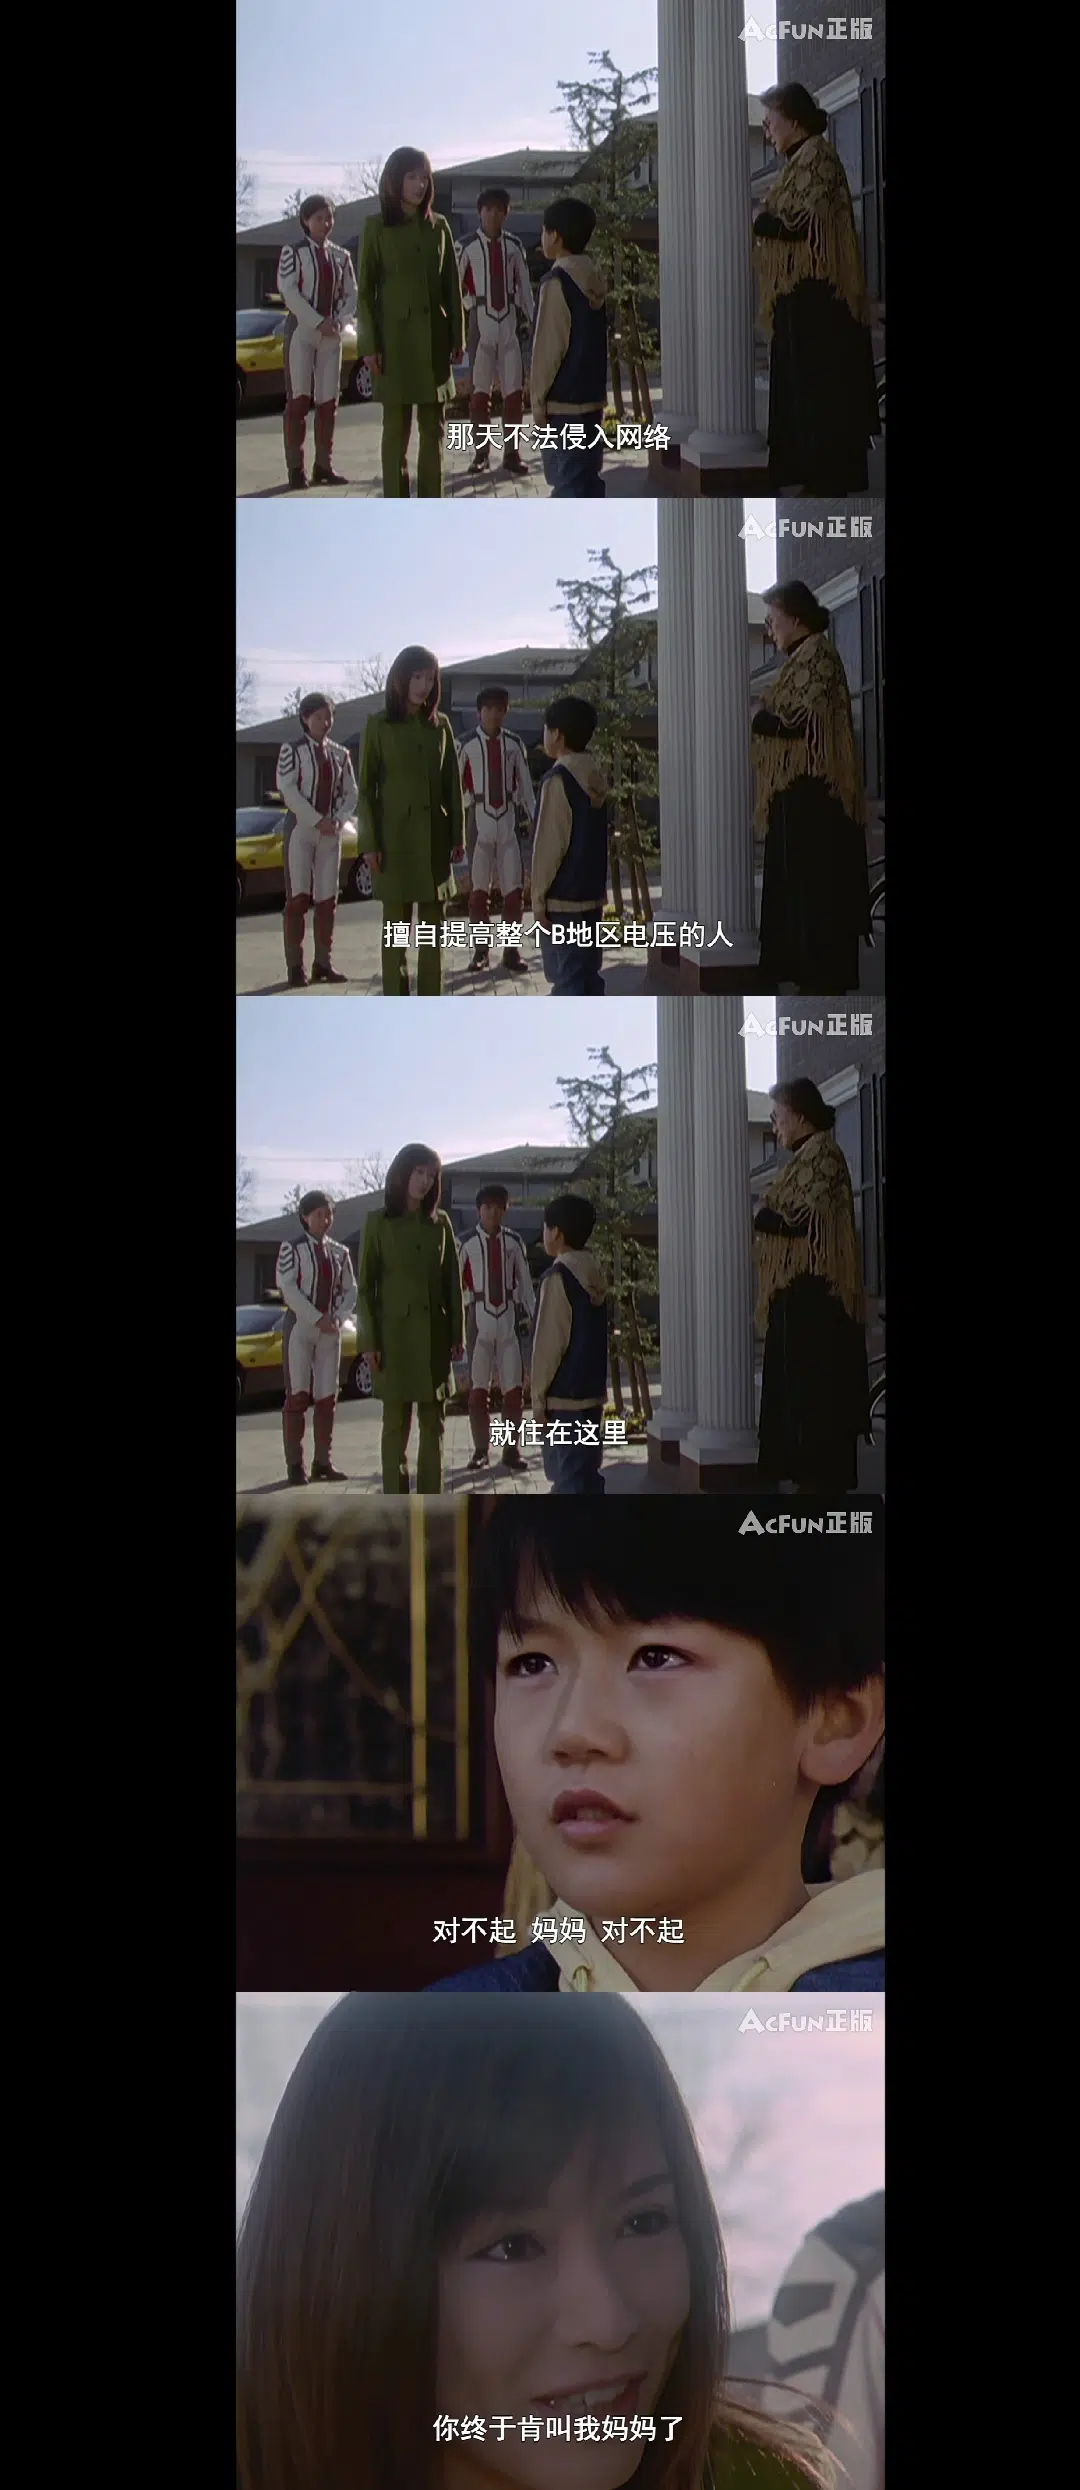 AcFun正版
那天不法侵入网络
AcFun正版
擅自提高整个B地区电压的人
AcFun正版
就住在这里
AcFun正版
对不起 妈妈 对不起
AcFun正版
你终于肯叫我妈妈了